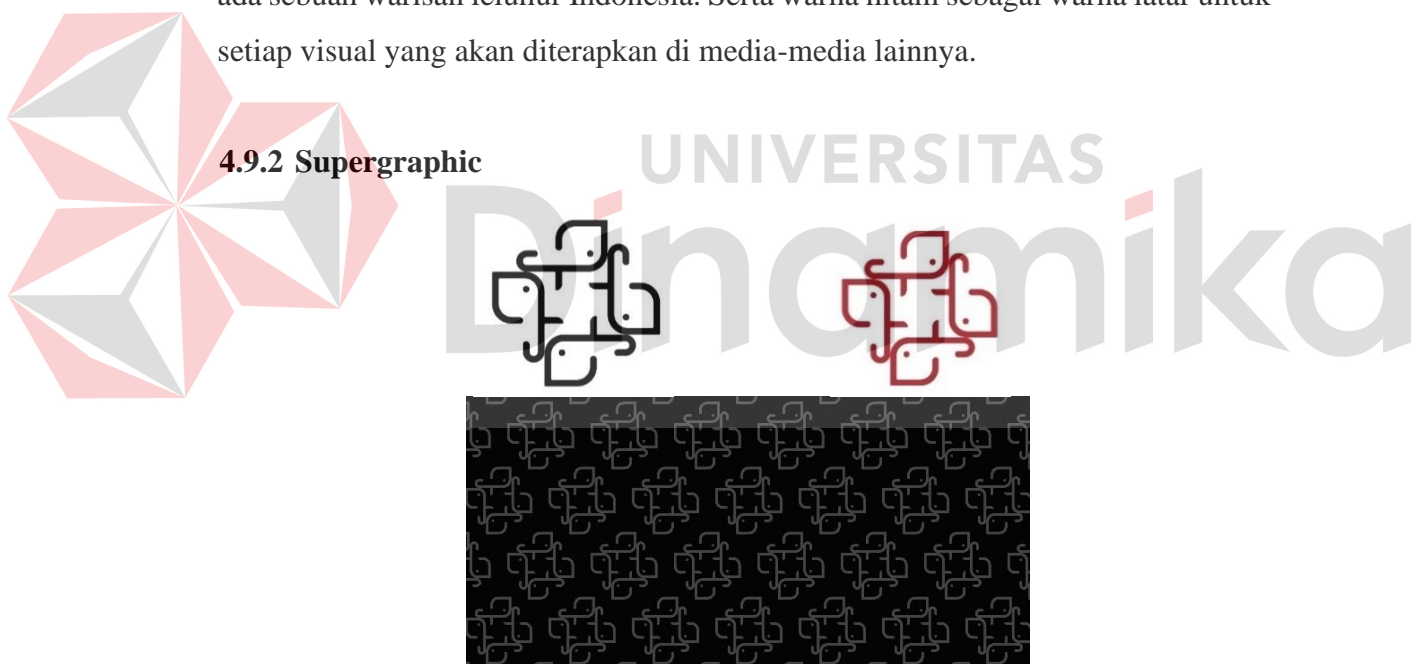 ada sebuah warisan leluhur Indonesia. Serta warna hitam sebagai warna latar untuk
setiap visual yang akan diterapkan di media-media lainnya.
4.9.2 Supergraphic
UNIVERSITAS
Dinamika